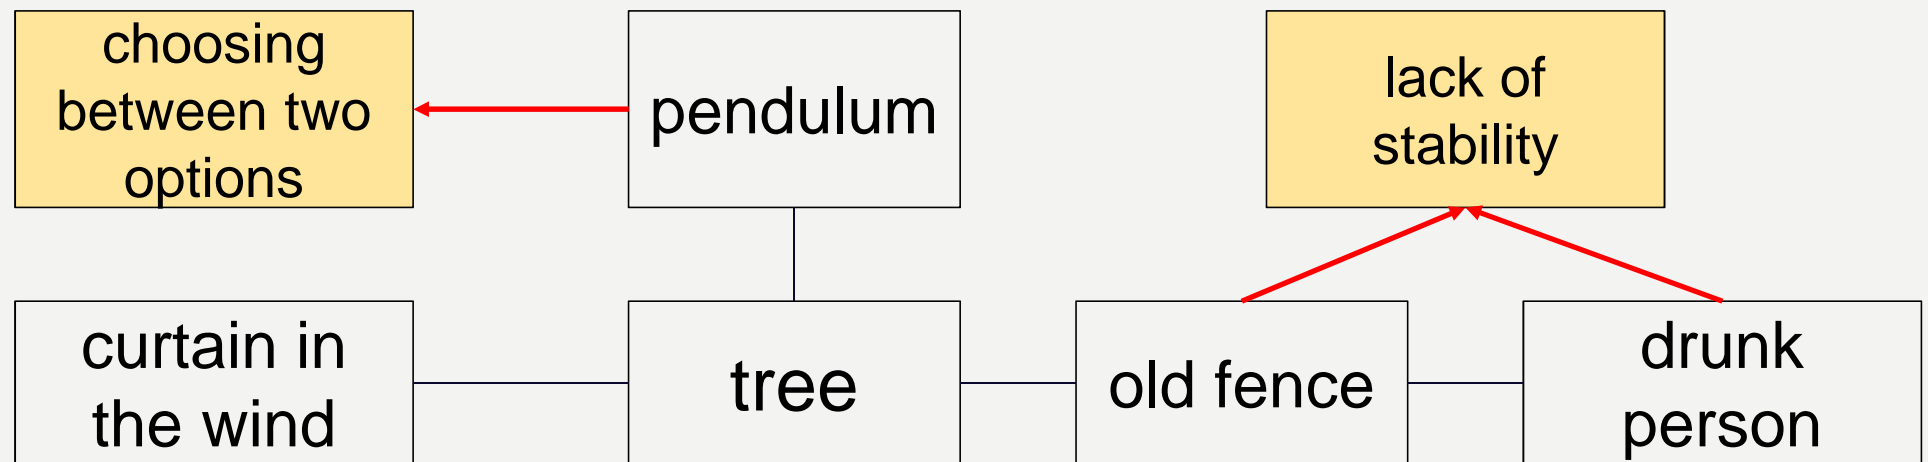 choosing
between two
options
pendulum
lack of
stability
curtain in
the wind
tree
old fence
drunk
person